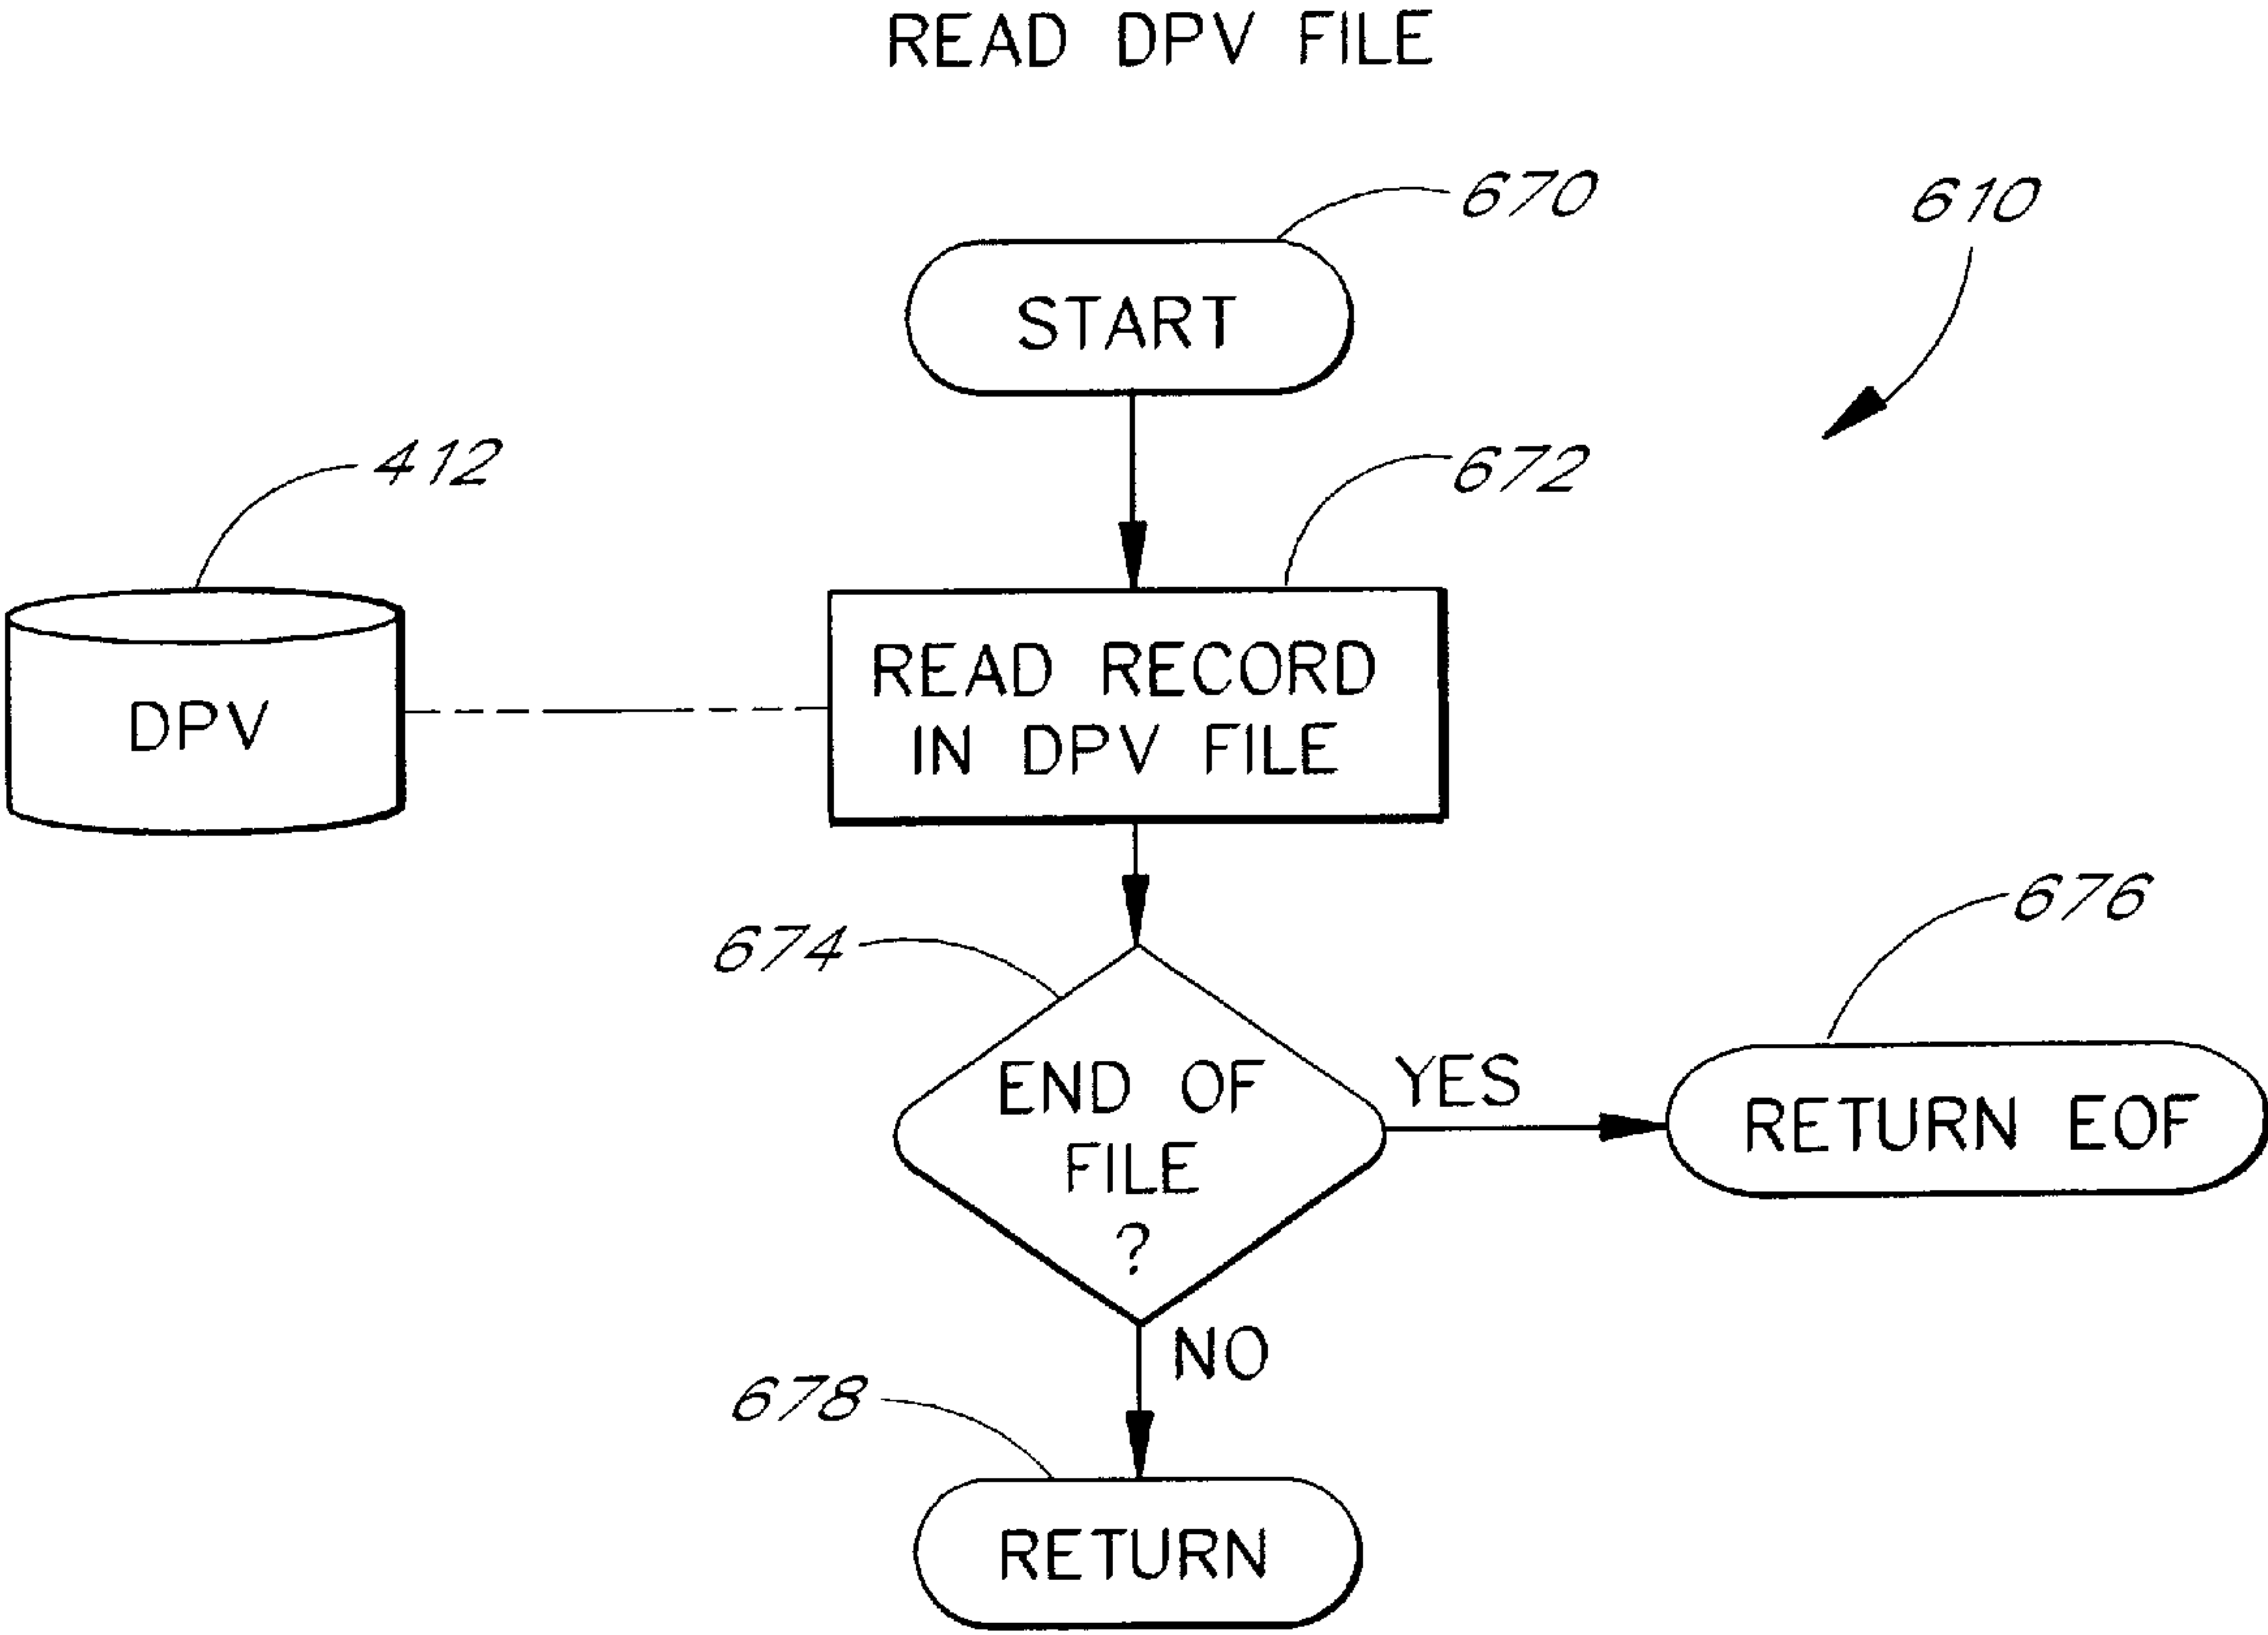 READ DPV FILE
670
610
START
412
672
DPV
READ RECORD
IN DPV FILE
674
676
END OF
FILE
?
YES
RETURN EOF
NO
678
RETURN